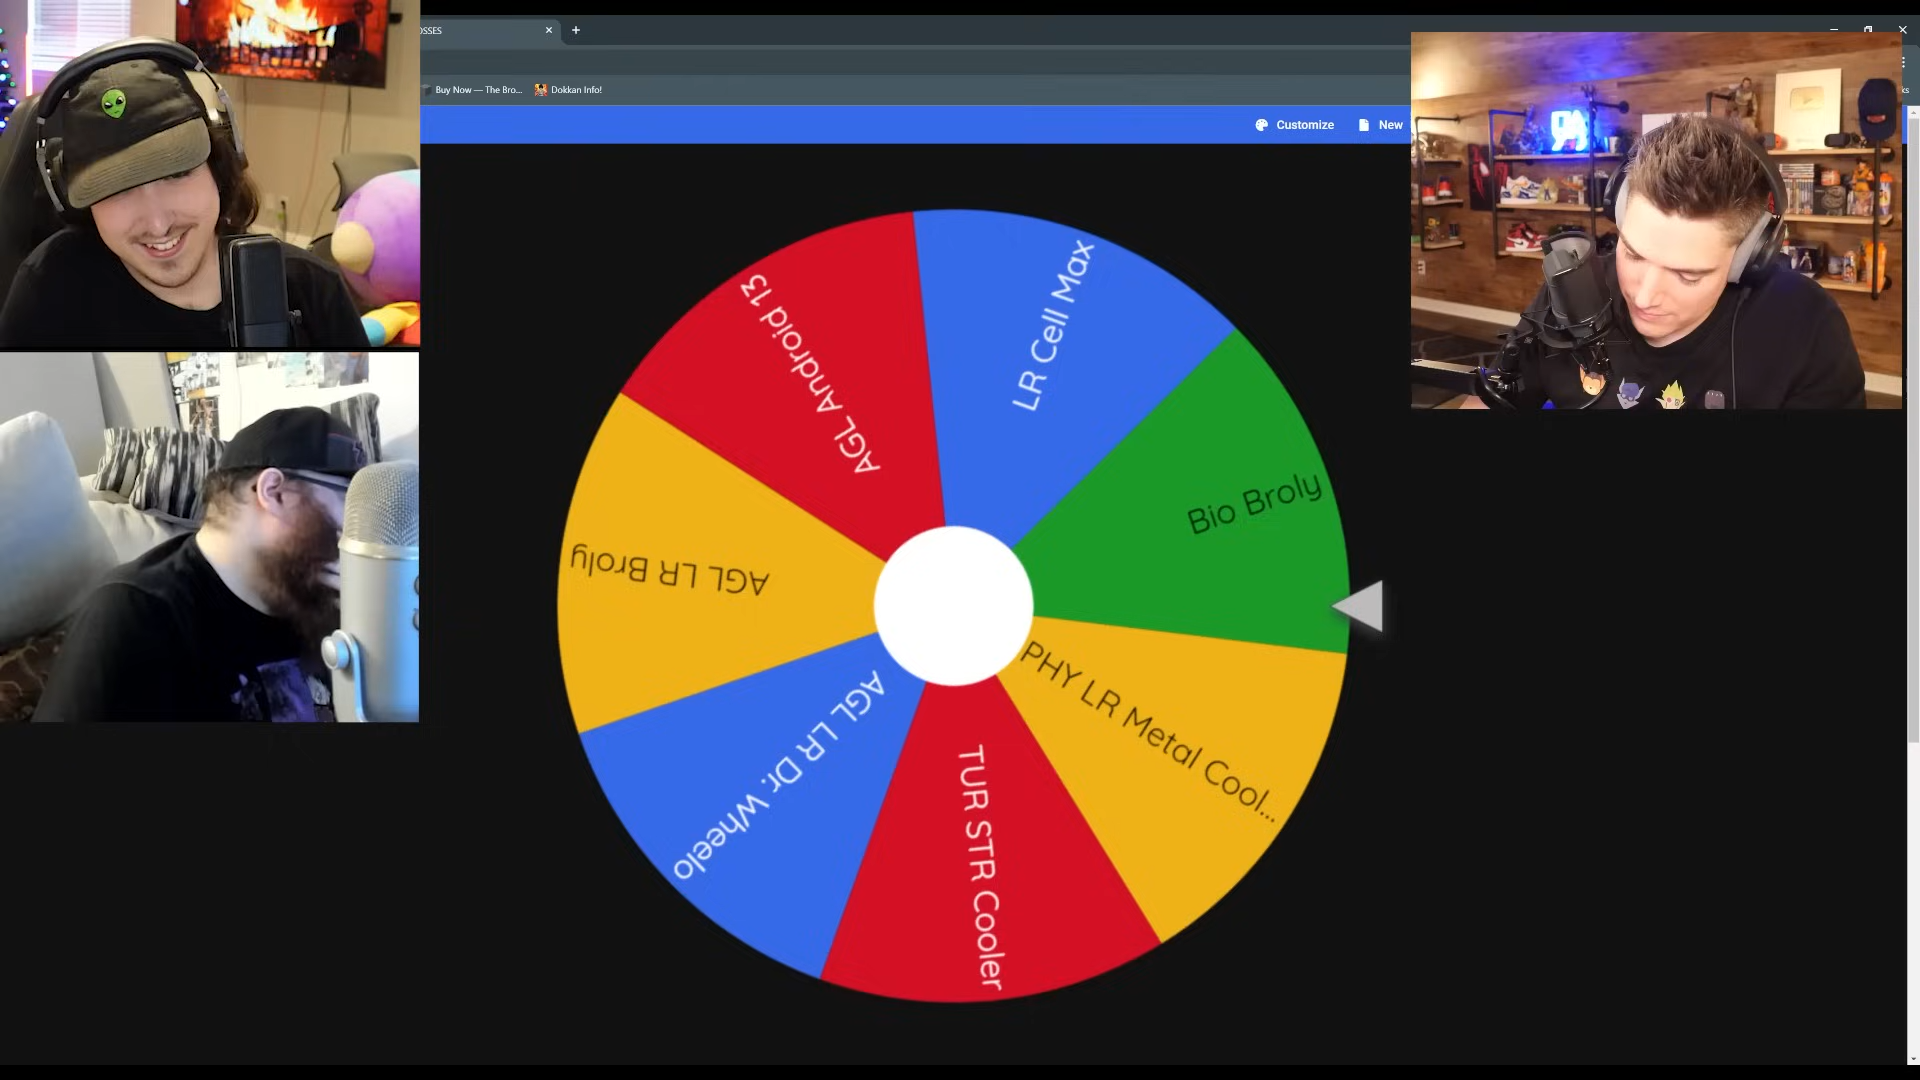 OSSES
Buy Now — The Bro...
Dokkan Info!
Customize
New
LR Cell Max
Bio Broly
PHY LR Metal Cool...
TUR STR Cooler
AGL LR Dr. Wheelo
AGL LR Broly
AGL Android 13